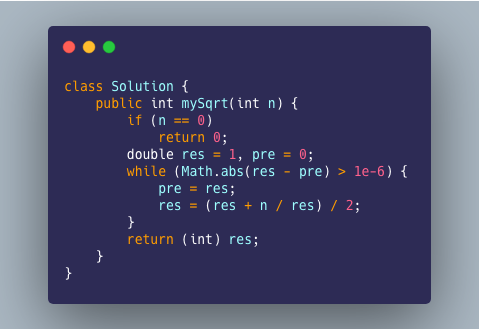 class Solution {
    public int mySqrt(int n) {
        if (n == 0)
            return 0;
        double res = 1, pre = 0;
        while (Math.abs(res - pre) > 1e-6) {
            pre = res;
            res = (res + n / res) / 2;
        }
        return (int) res;
    }
}